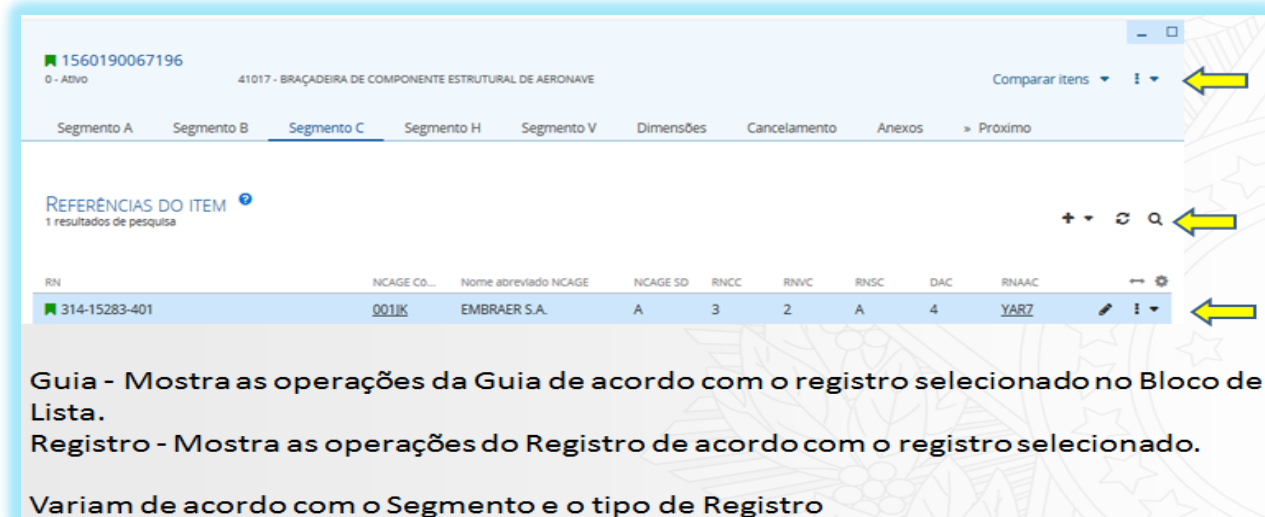 1560190067196
0 - Ativo 41017 - BRAÇADEIRA DE COMPONENTE ESTRUTURAL DE AERONAVE Comparar itens
Segmento A Segmento B Segmento C Segmento H Segmento V Dimensões Cancelamento Anexos » Próximo
REFERÊNCIAS DO ITEM
1 resultados de pesquisa
RN NCAGE Co... Nome abreviado NCAGE NCAGE SD RNCC RNVC RNSC DAC RNAAC
314-15283-401 001JK EMBRAER S.A. A 3 2 A 4 YAR7
Guia - Mostra as operações da Guia de acordo com o registro selecionado no Bloco de
Lista.
Registro - Mostra as operações do Registro de acordo com o registro selecionado.
Variam de acordo com o Segmento e o tipo de Registro